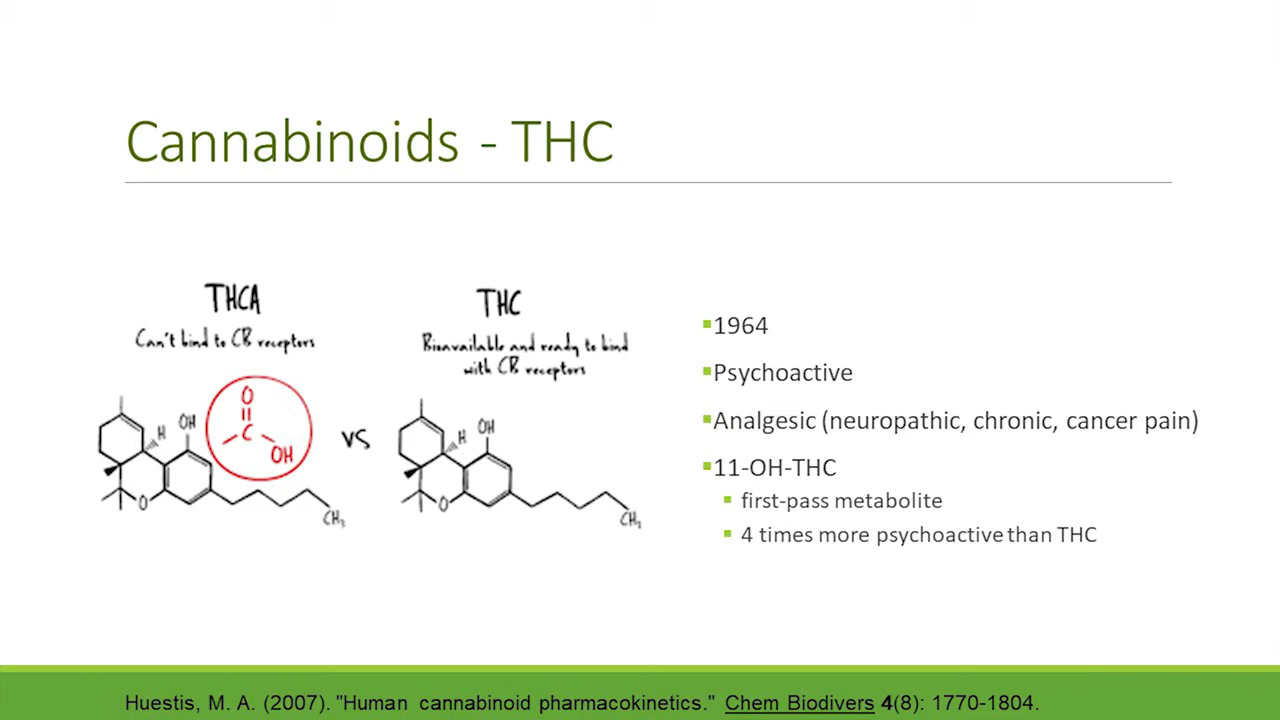 Cannabinoids - THC
THCA
Can't bind to CB receptors
OH
H
O
C
OH
O
CH3
vs
THC
Bioavailable and ready to bind
with CB receptors
OH
H
O
CH3
1964
Psychoactive
Analgesic (neuropathic, chronic, cancer pain)
11-OH-THC
first-pass metabolite
4 times more psychoactive than THC
Huestis, M. A. (2007). "Human cannabinoid pharmacokinetics." Chem Biodivers 4(8): 1770-1804.